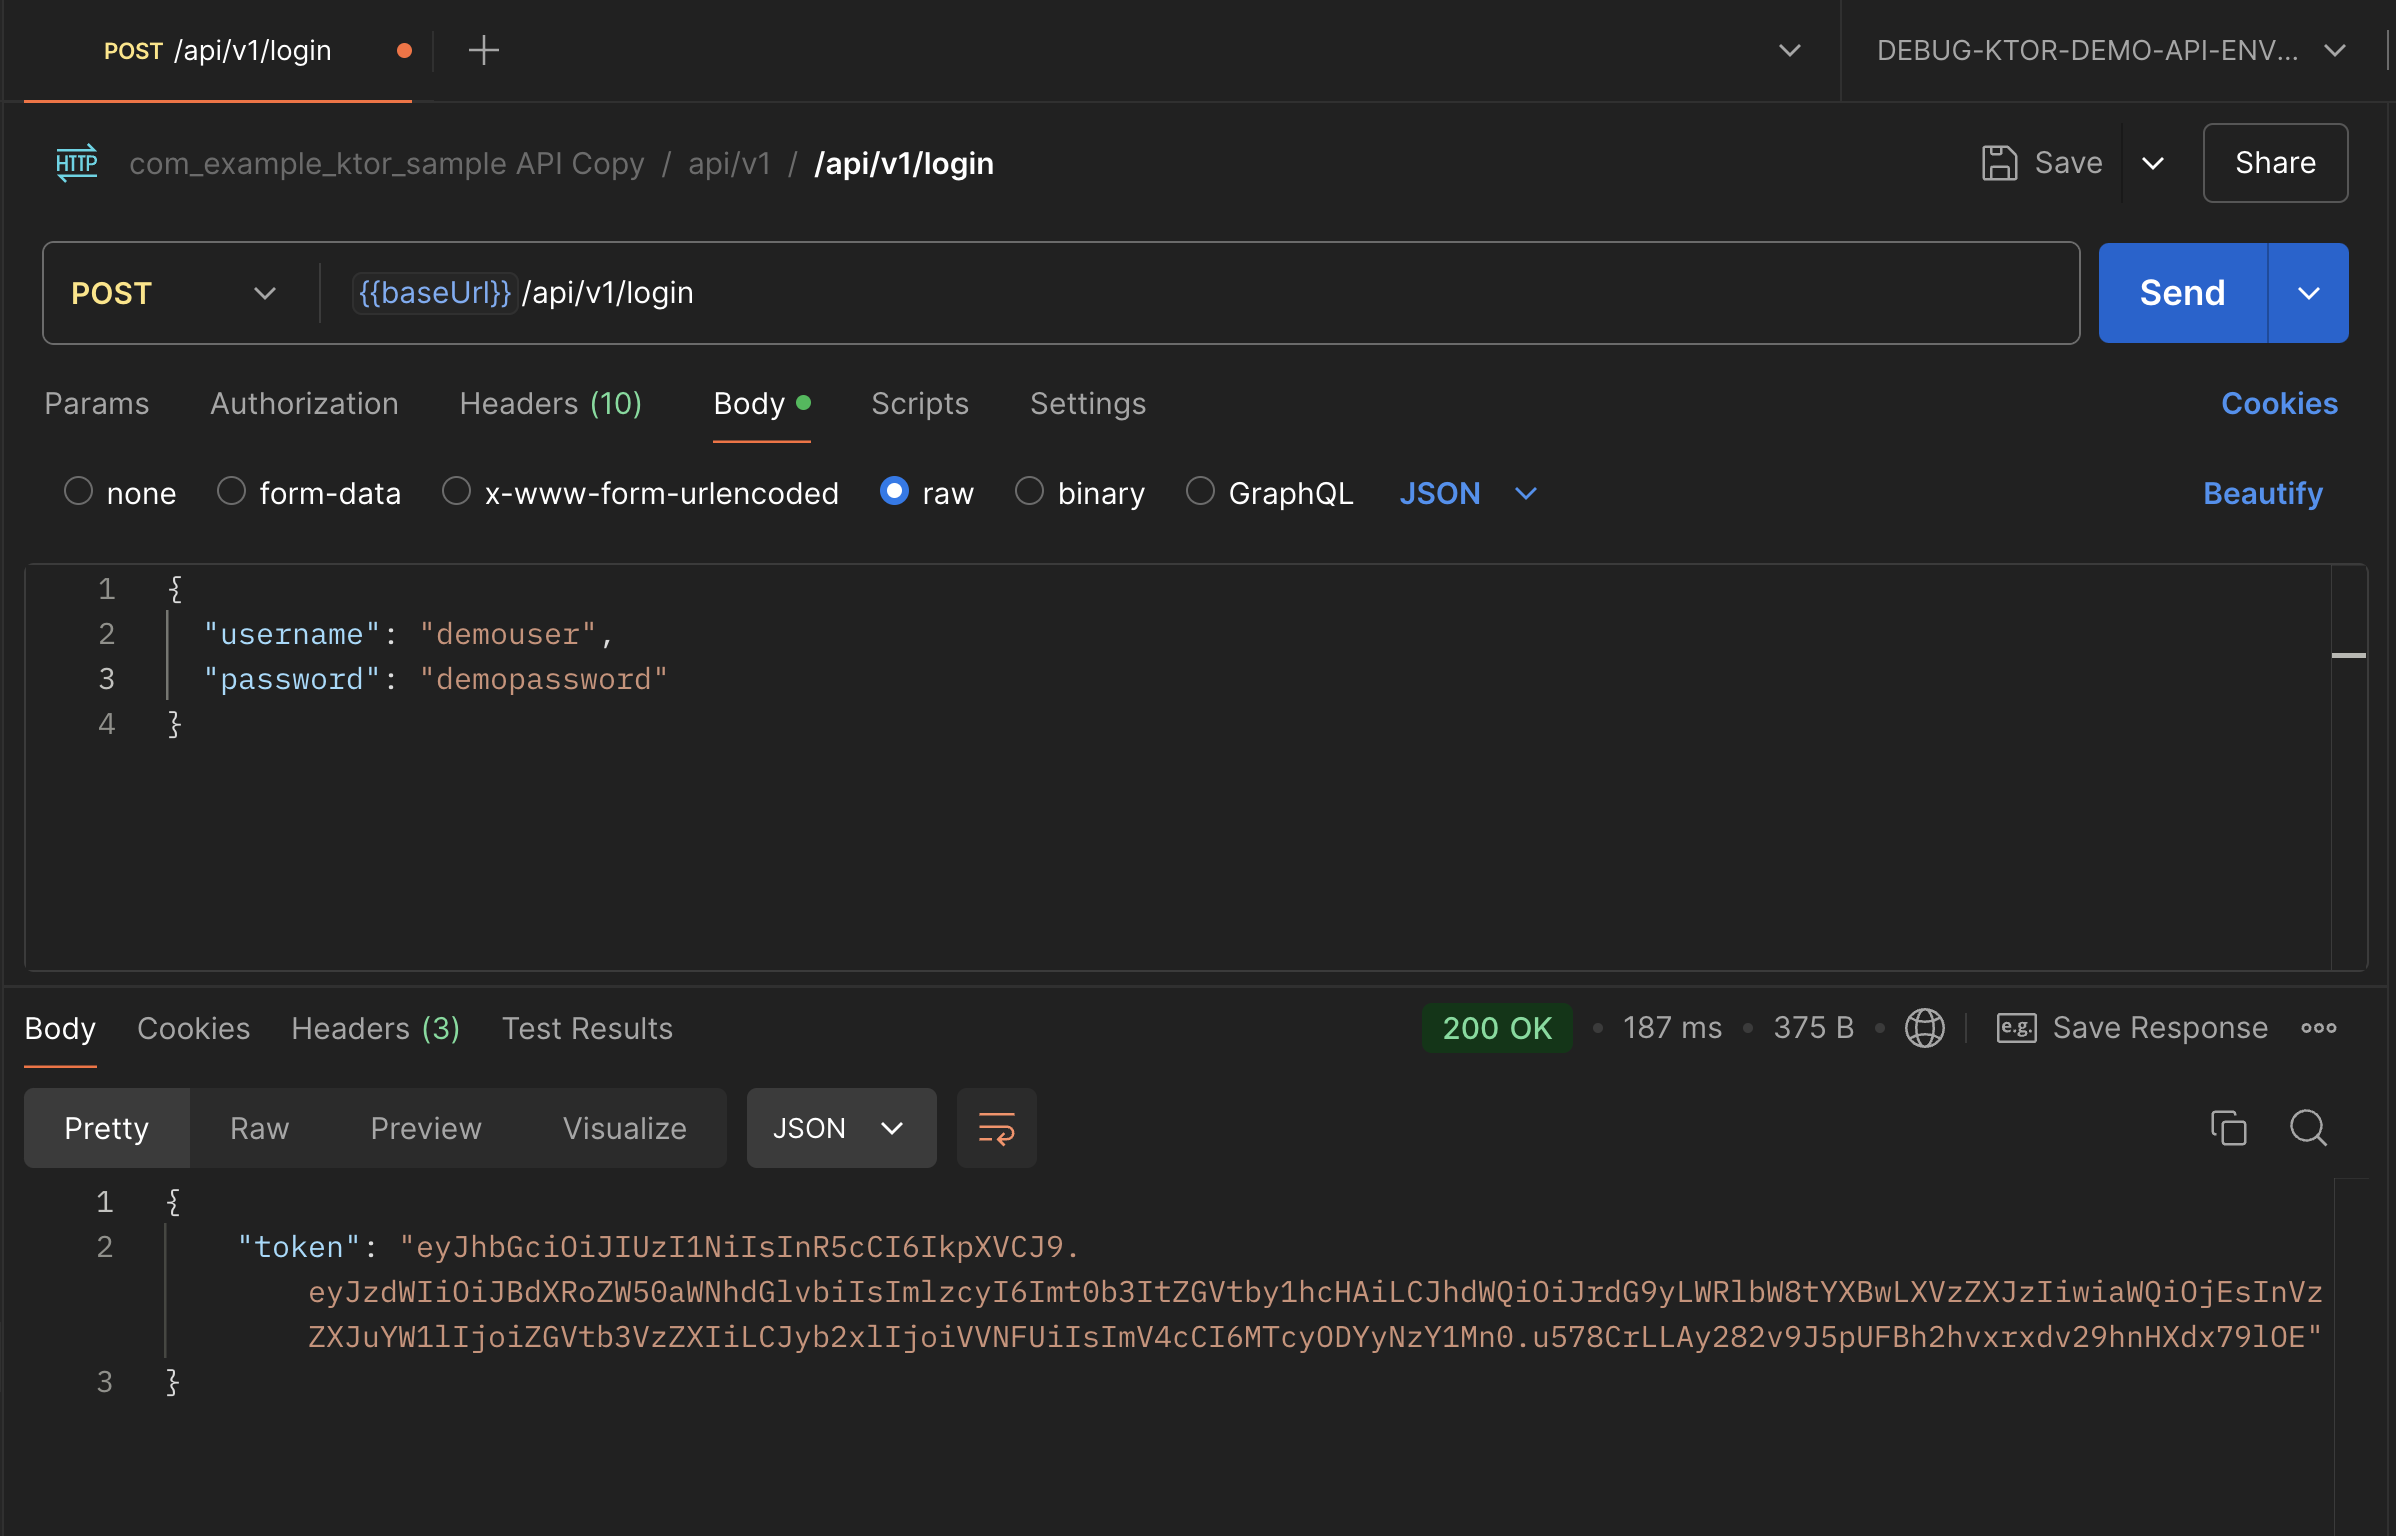 POST /api/v1/login
DEBUG-KTOR-DEMO-API-ENV...
HTTP com_example_ktor_sample API Copy / api/v1 / /api/v1/login
Save
Share
POST {{baseUrl}}/api/v1/login
Send
Params Authorization Headers (10) Body Scripts Settings
Cookies
none form-data x-www-form-urlencoded raw binary GraphQL JSON
Beautify
1 {
2 "username": "demouser",
3 "password": "demopassword"
4 }
Body Cookies Headers (3) Test Results
200 OK • 187 ms • 375 B •
e.g. Save Response
Pretty Raw Preview Visualize JSON
1 {
2 "token": "eyJhbGciOiJIUzI1NiIsInR5cCI6IkpXVCJ9.
eyJzdWIiOiJBdXRoZW50aWNhdGlvbiIsImlzcyI6Imt0b3ItZGVtby1hcHAiLCJhdWQiOiJrdG9yLWRlbW8tYXBwLXVzZXJzIiwiaWQiOjEsInVz
ZXJuYW1lIjoiZGVtb3VzZXIiLCJyb2xlIjoiVVNFUiIsImV4cCI6MTcyODYyNzY1Mn0.u578CrLLAy282v9J5pUFBh2hvxrxdv29hnHXdx79lOE"
3 }